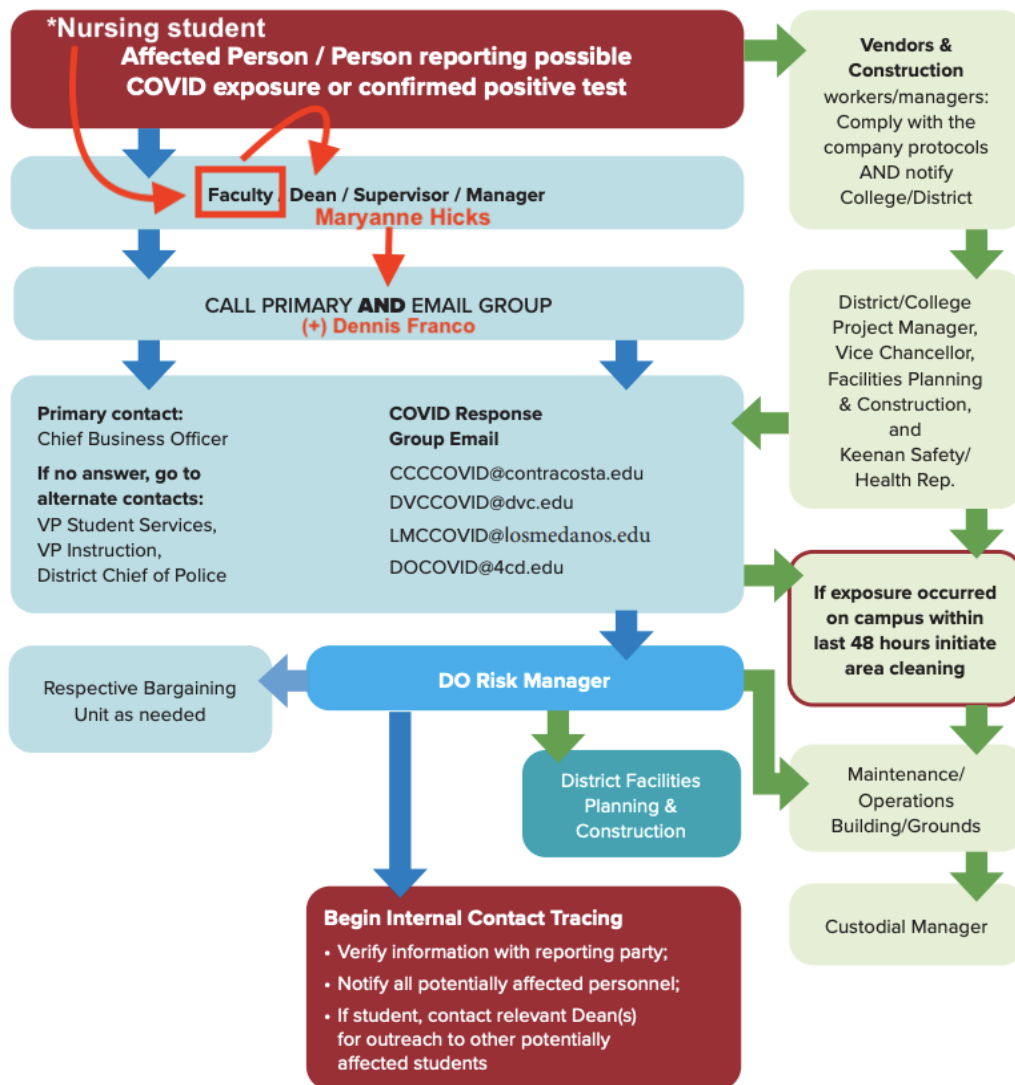 *Nursing student
Affected Person / Person reporting possible
COVID exposure or confirmed positive test
Vendors &
Construction
workers/managers:
Comply with the
company protocols
AND notify
College/District
Faculty / Dean / Supervisor / Manager
Maryanne Hicks
CALL PRIMARY AND EMAIL GROUP
(+) Dennis Franco
District/College
Project Manager,
Vice Chancellor,
Facilities Planning
& Construction,
and
Keenan Safety/
Health Rep.
Primary contact:
Chief Business Officer
If no answer, go to
alternate contacts:
VP Student Services,
VP Instruction,
District Chief of Police
COVID Response
Group Email
CCCCOVID@contracosta.edu
DVCCOVID@dvc.edu
LMCCOVID@losmedanos.edu
DOCOVID@4cd.edu
If exposure occurred
on campus within
last 48 hours initiate
area cleaning
Respective Bargaining
Unit as needed
DO Risk Manager
District Facilities
Planning &
Construction
Maintenance/
Operations
Building/Grounds
Begin Internal Contact Tracing
• Verify information with reporting party;
• Notify all potentially affected personnel;
• If student, contact relevant Dean(s)
for outreach to other potentially
affected students
Custodial Manager